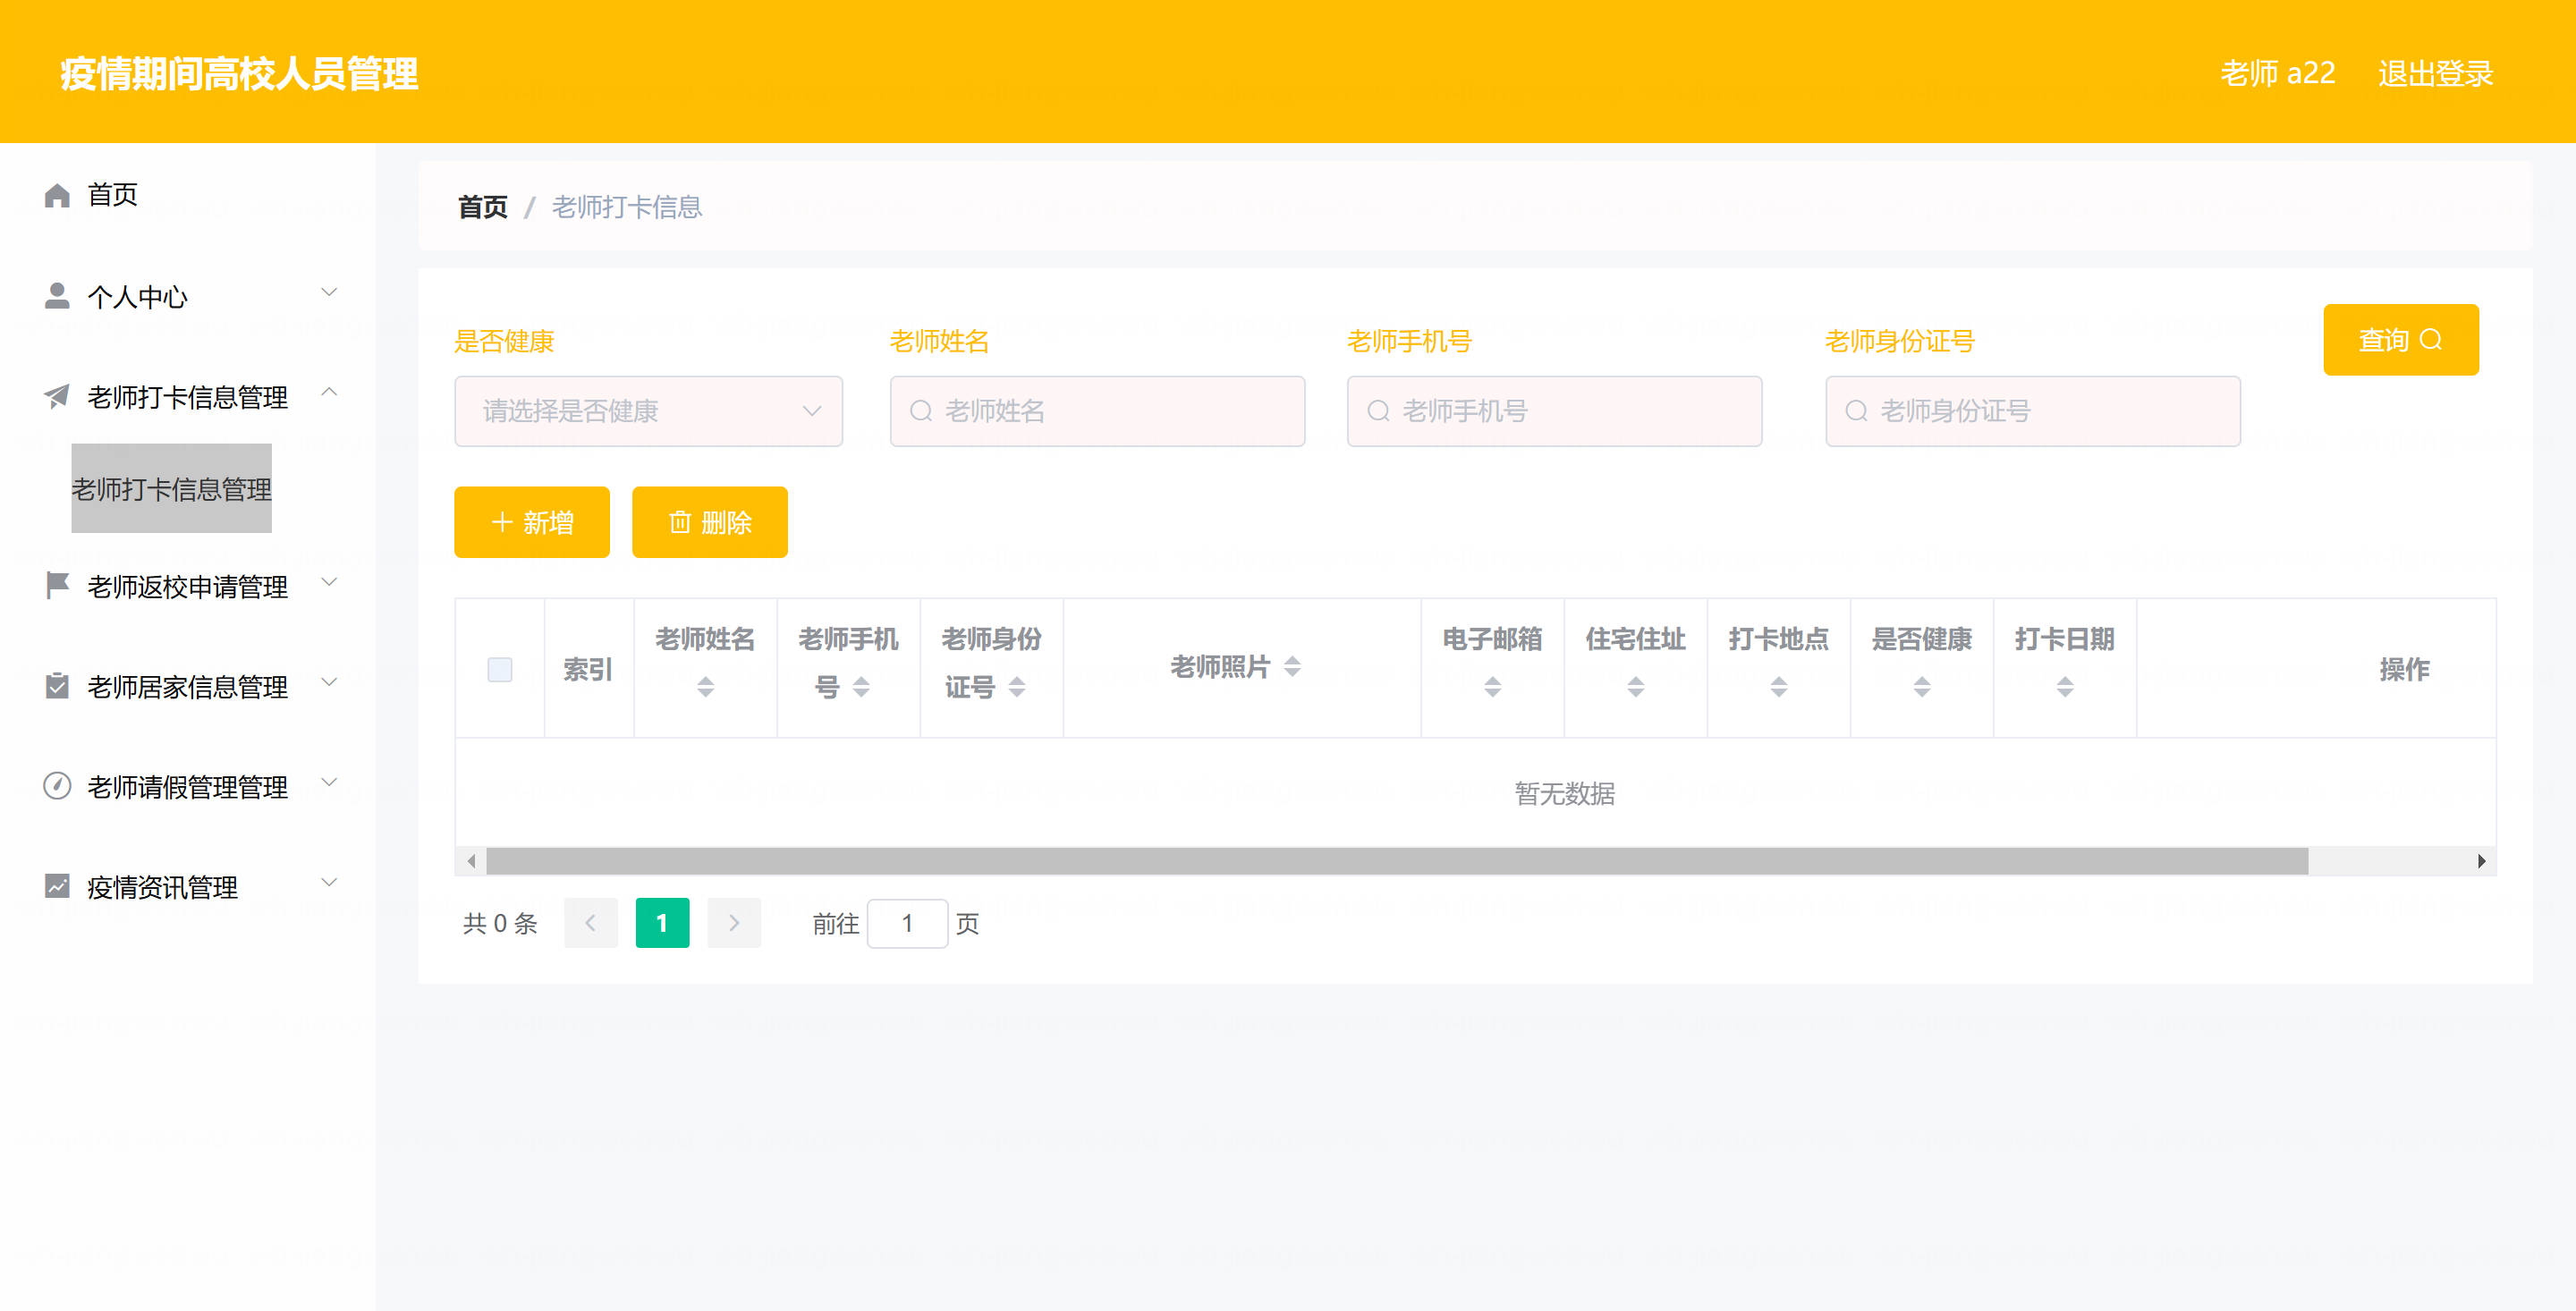 疫情期间高校人员管理
老师 a22 退出登录
首页
个人中心
老师打卡信息管理
老师打卡信息管理
老师返校申请管理
老师居家信息管理
老师请假管理管理
疫情资讯管理
首页 / 老师打卡信息
是否健康 老师姓名 老师手机号 老师身份证号 查询
请选择是否健康 老师姓名 老师手机号 老师身份证号
新增 删除
索引 老师姓名 老师手机号 老师身份证号 老师照片 电子邮箱 住宅住址 打卡地点 是否健康 打卡日期 操作
暂无数据
共 0 条 1 前往 1 页